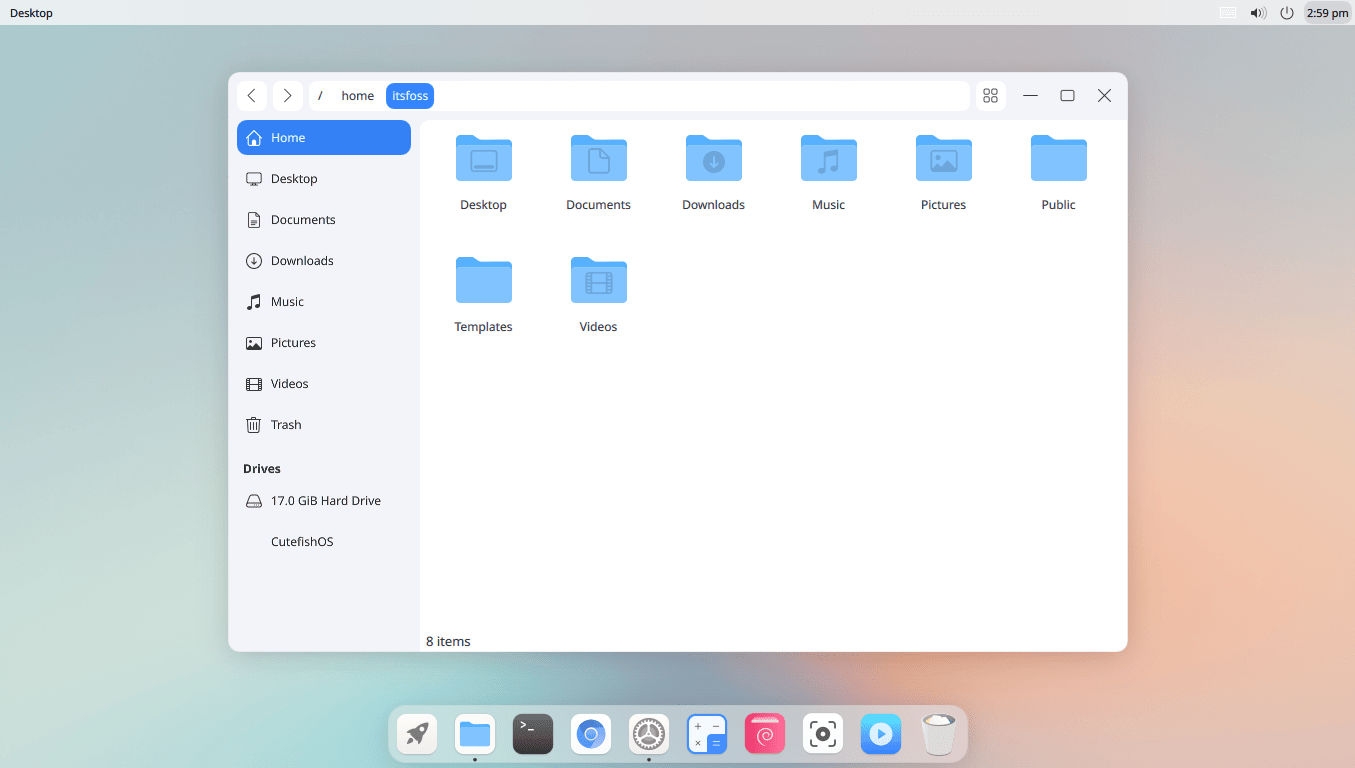 Desktop 2:59 pm
/ home itsfoss
Home
Desktop
Documents
Downloads
Music
Pictures
Videos
Trash
Drives
17.0 GiB Hard Drive
CutefishOS
Desktop Documents Downloads Music Pictures Public
Templates Videos
8 items
>_